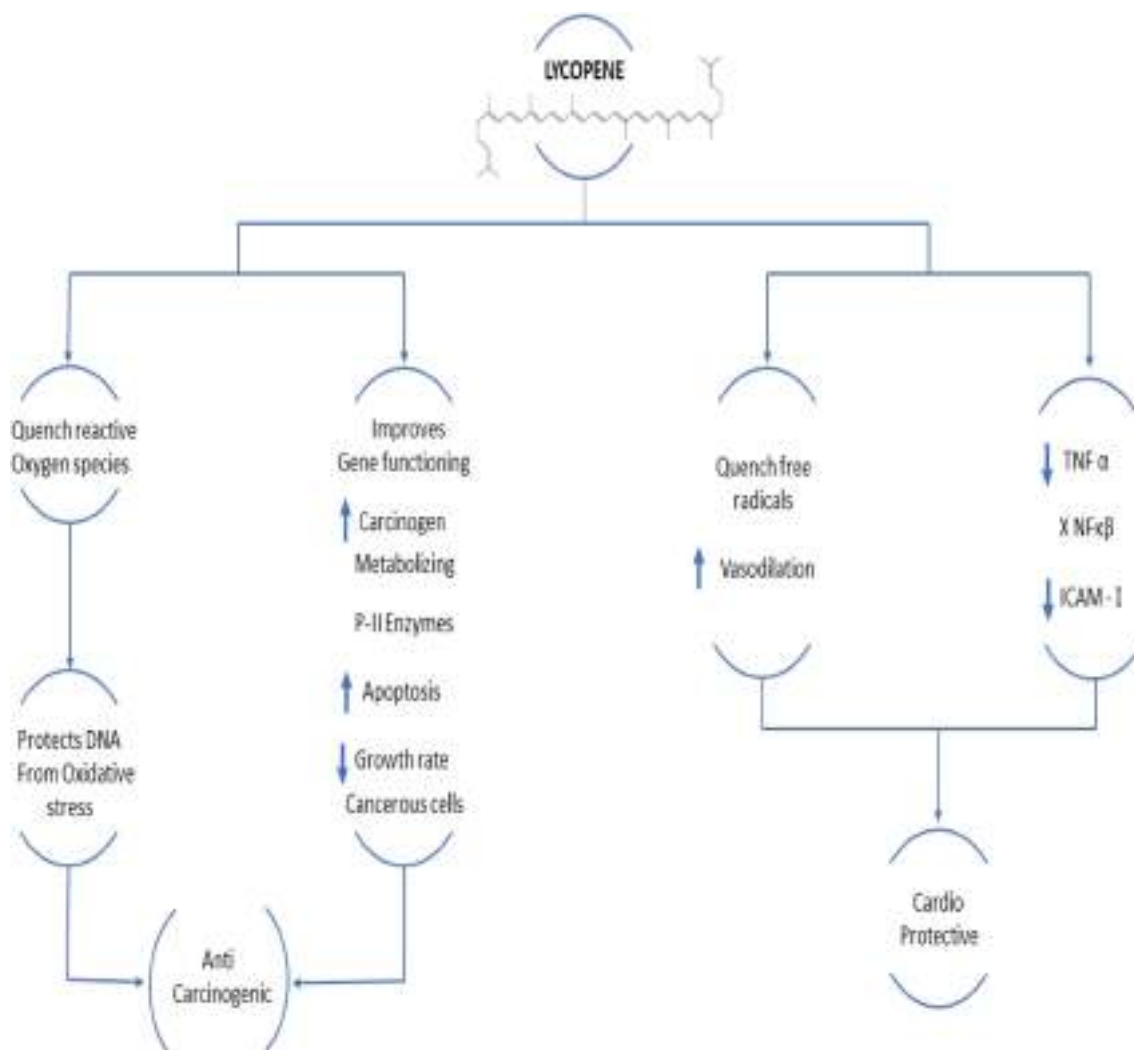 LYCOPENE
Quench reactive
Oxygen species
Protects DNA
From Oxidative
stress
Improves
Gene functioning
Carcinogen
Metabolizing
P-II Enzymes
Apoptosis
Growth rate
Cancerous cells
Anti
Carcinogenic
Quench free
radicals
Vasodilation
TNF α
X NFκβ
ICAM - I
Cardio
Protective